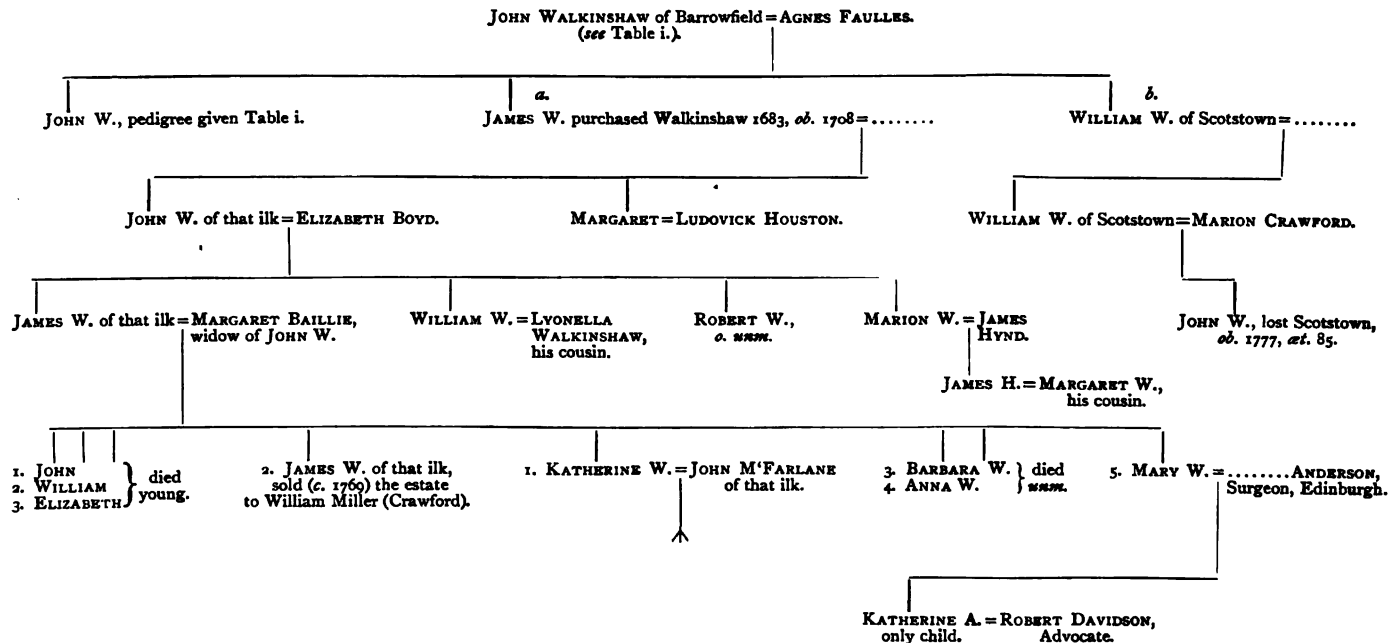 JOHN WALKINSHAW of Barrowfield = AGNES FAULLES.
(see Table i.).
JOHN W., pedigree given Table i.
a.
JAMES W. purchased Walkinshaw 1683, ob. 1708 = ........
b.
WILLIAM W. of Scotstown = ........
JOHN W. of that ilk = ELIZABETH BOYD.
MARGARET = LUDOVICK HOUSTON.
WILLIAM W. of Scotstown = MARION CRAWFORD.
JAMES W. of that ilk = MARGARET BAILLIE,
widow of JOHN W.
WILLIAM W. = LYONELLA
WALKINSHAW,
his cousin.
ROBERT W.,
o. unm.
MARION W. = JAMES
HYND.
JOHN W., lost Scotstown,
ob. 1777, æt. 85.
JAMES H. = MARGARET W.,
his cousin.
1. JOHN
2. WILLIAM
3. ELIZABETH
} died
young.
2. JAMES W. of that ilk,
sold (c. 1769) the estate
to William Miller (Crawford).
1. KATHERINE W. = JOHN M‘FARLANE
of that ilk.
3. BARBARA W.
4. ANNA W.
} died
unm.
5. MARY W. = ........ANDERSON,
Surgeon, Edinburgh.
KATHERINE A. = ROBERT DAVIDSON,
only child. Advocate.